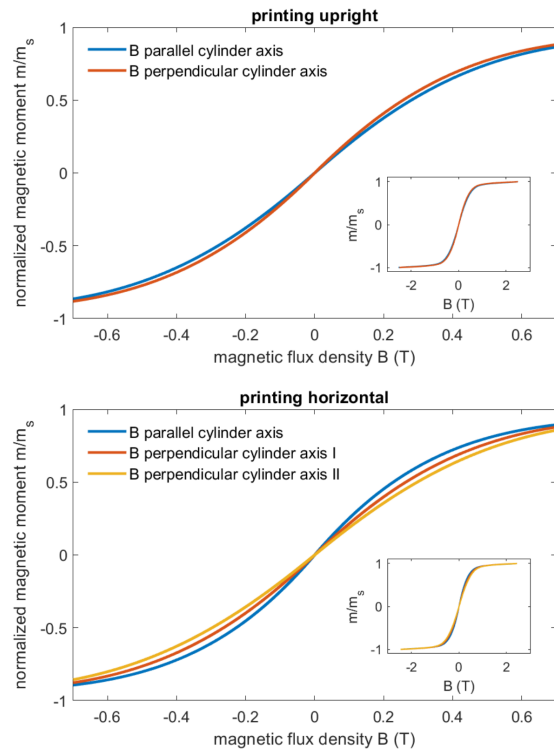 printing upright
normalized magnetic moment m/mₛ
1
0.5
0
-0.5
-1
B parallel cylinder axis
B perpendicular cylinder axis
m/mₛ
1
0
-1
-2 0 2
B (T)
-0.6 -0.4 -0.2 0 0.2 0.4 0.6
magnetic flux density B (T)
printing horizontal
normalized magnetic moment m/mₛ
1
0.5
0
-0.5
-1
B parallel cylinder axis
B perpendicular cylinder axis I
B perpendicular cylinder axis II
m/mₛ
1
0
-1
-2 0 2
B (T)
-0.6 -0.4 -0.2 0 0.2 0.4 0.6
magnetic flux density B (T)